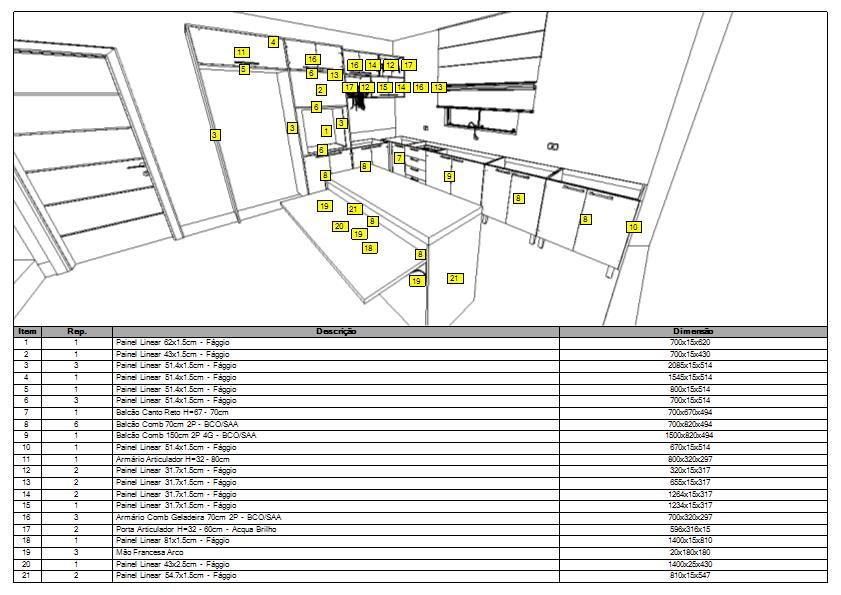 4
11
16
5
6
13
16 14 12 17
2
17 12 15 14 16 13
6
3
3
3
1
6
7
8
8
9
8
19
21
20
8
19
18
8
8
10
19
21
Item Rep. Descrição Dimensão
1 1 Painel Linear 62x1.5cm - Fággio 700x15x620
2 1 Painel Linear 43x1.5cm - Fággio 700x15x430
3 3 Painel Linear 51.4x1.5cm - Fággio 2085x15x514
4 1 Painel Linear 51.4x1.5cm - Fággio 1545x15x514
5 1 Painel Linear 51.4x1.5cm - Fággio 800x15x514
6 3 Painel Linear 51.4x1.5cm - Fággio 700x15x514
7 1 Balcão Canto Reto H=67 - 70cm 700x670x494
8 6 Balcão Comb 70cm 2P - BCO/SAA 700x820x494
9 1 Balcão Comb 150cm 2P 4G - BCO/SAA 1500x820x494
10 1 Painel Linear 51.4x1.5cm - Fággio 670x15x514
11 1 Armário Articulador H=32 - 80cm 800x320x297
12 2 Painel Linear 31.7x1.5cm - Fággio 320x15x317
13 2 Painel Linear 31.7x1.5cm - Fággio 655x15x317
14 2 Painel Linear 31.7x1.5cm - Fággio 1264x15x317
15 1 Painel Linear 31.7x1.5cm - Fággio 1234x15x317
16 3 Armário Comb Geladeira 70cm 2P - BCO/SAA 700x320x297
17 2 Porta Articulador H=32 - 60cm - Acqua Brilho 596x316x15
18 1 Painel Linear 81x1.5cm - Fággio 1400x15x810
19 3 Mão Francesa Arco 20x180x180
20 1 Painel Linear 43x2.5cm - Fággio 1400x25x430
21 2 Painel Linear 54.7x1.5cm - Fággio 810x15x547